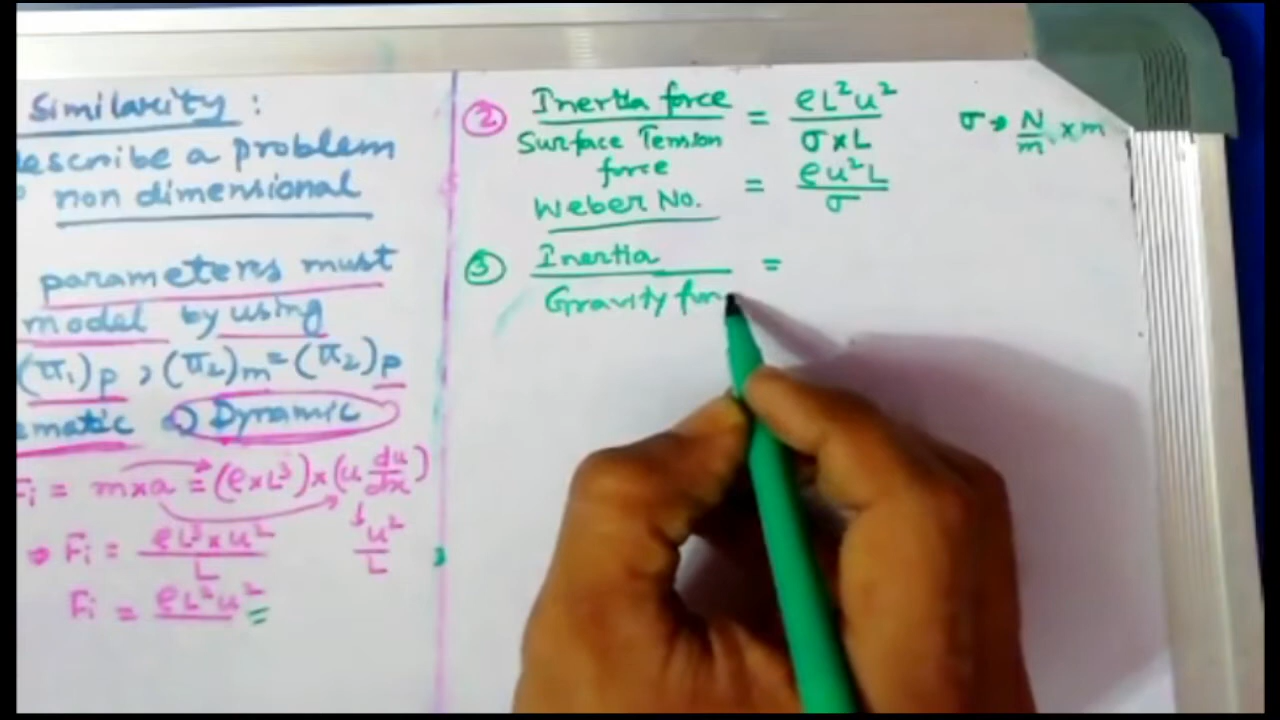 Similarity :
describe a problem
non dimensional
parameters must
model by using
(π₁)p , (π₂)m = (π₂)p
ematic Dynamic
Fi = m×a = (ρ×L³)×(u du/dx)
⇒ Fi = ρL³×u²/L u²/L
Fi = ρL²u²
② Inertia force / Surface Tension force = ρL²u² / σ×L σ → N/m × m
Weber No. = ρu²L / σ
③ Inertia / Gravity =